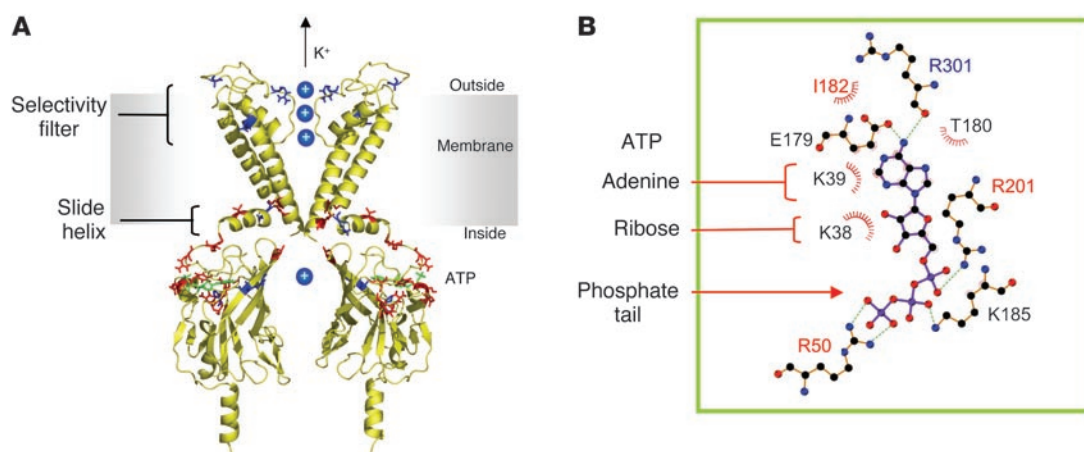 A
K⁺
Outside
Selectivity
filter
Membrane
Slide
helix
Inside
ATP
+
+
+
+
B
R301
I182
T180
E179
ATP
K39
Adenine
R201
K38
Ribose
Phosphate
tail
K185
R50